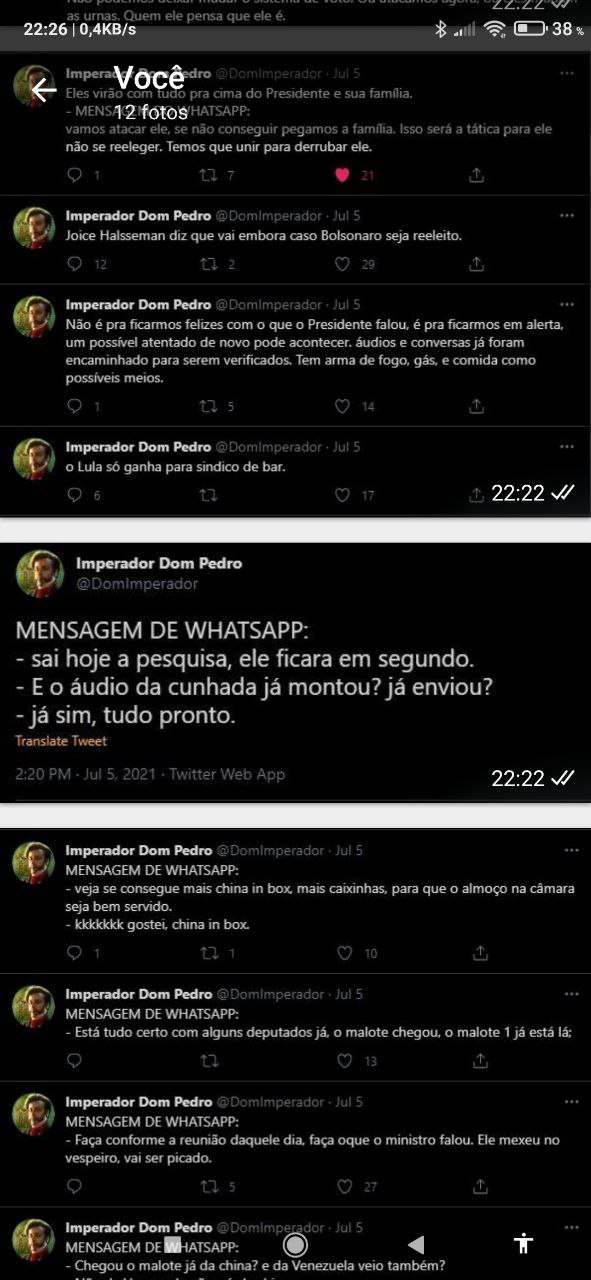 22:22
Não podemos deixar mudar o sistema de voto. Ou atacamos agora, ou
as urnas. Quem ele pensa que ele é.
22:26 | 0,4KB/s
38 %
Você
12 fotos
Imperador Dom Pedro @DomImperador · Jul 5
Eles virão com tudo pra cima do Presidente e sua família.
- MENSAGEM DE WHATSAPP:
vamos atacar ele, se não conseguir pegamos a família. Isso será a tática para ele
não se reeleger. Temos que unir para derrubar ele.
1 7 21
Imperador Dom Pedro @DomImperador · Jul 5
Joice Halsseman diz que vai embora caso Bolsonaro seja reeleito.
12 2 29
Imperador Dom Pedro @DomImperador · Jul 5
Não é pra ficarmos felizes com o que o Presidente falou, é pra ficarmos em alerta,
um possível atentado de novo pode acontecer. áudios e conversas já foram
encaminhado para serem verificados. Tem arma de fogo, gás, e comida como
possíveis meios.
1 5 14
Imperador Dom Pedro @DomImperador · Jul 5
o Lula só ganha para sindico de bar.
6 17
22:22
Imperador Dom Pedro
@DomImperador
MENSAGEM DE WHATSAPP:
- sai hoje a pesquisa, ele ficara em segundo.
- E o áudio da cunhada já montou? já enviou?
- já sim, tudo pronto.
Translate Tweet
2:20 PM · Jul 5, 2021 · Twitter Web App
22:22
Imperador Dom Pedro @DomImperador · Jul 5
MENSAGEM DE WHATSAPP:
- veja se consegue mais china in box, mais caixinhas, para que o almoço na câmara
seja bem servido.
- kkkkkkk gostei, china in box.
1 1 10
Imperador Dom Pedro @DomImperador · Jul 5
MENSAGEM DE WHATSAPP:
- Está tudo certo com alguns deputados já, o malote chegou, o malote 1 já está lá;
13
Imperador Dom Pedro @DomImperador · Jul 5
MENSAGEM DE WHATSAPP:
- Faça conforme a reunião daquele dia, faça oque o ministro falou. Ele mexeu no
vespeiro, vai ser picado.
5 27
Imperador Dom Pedro @DomImperador · Jul 5
MENSAGEM DE WHATSAPP:
- Chegou o malote já da china? e da Venezuela veio também?